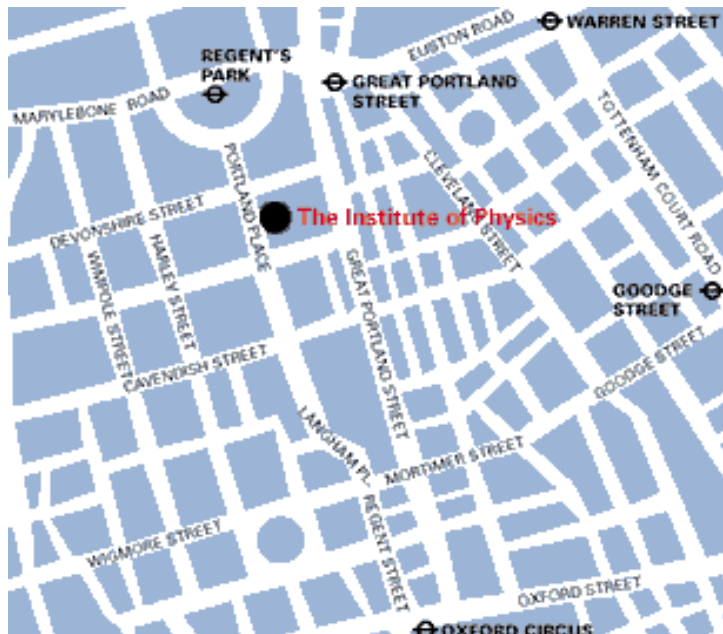 WARREN STREET
EUSTON ROAD
REGENT'S
PARK
GREAT PORTLAND
STREET
MARYLEBONE ROAD
TOTTENHAM COURT ROAD
PORTLAND PLACE
CLEVELAND STREET
The Institute of Physics
DEVONSHIRE STREET
HARLEY STREET
WIMPOLE STREET
GREAT PORTLAND STREET
GOODGE
STREET
CAVENDISH STREET
GOODGE STREET
LANGHAM PL.
MORTIMER STREET
REGENT STREET
WIGMORE STREET
OXFORD STREET
OXFORD CIRCUS